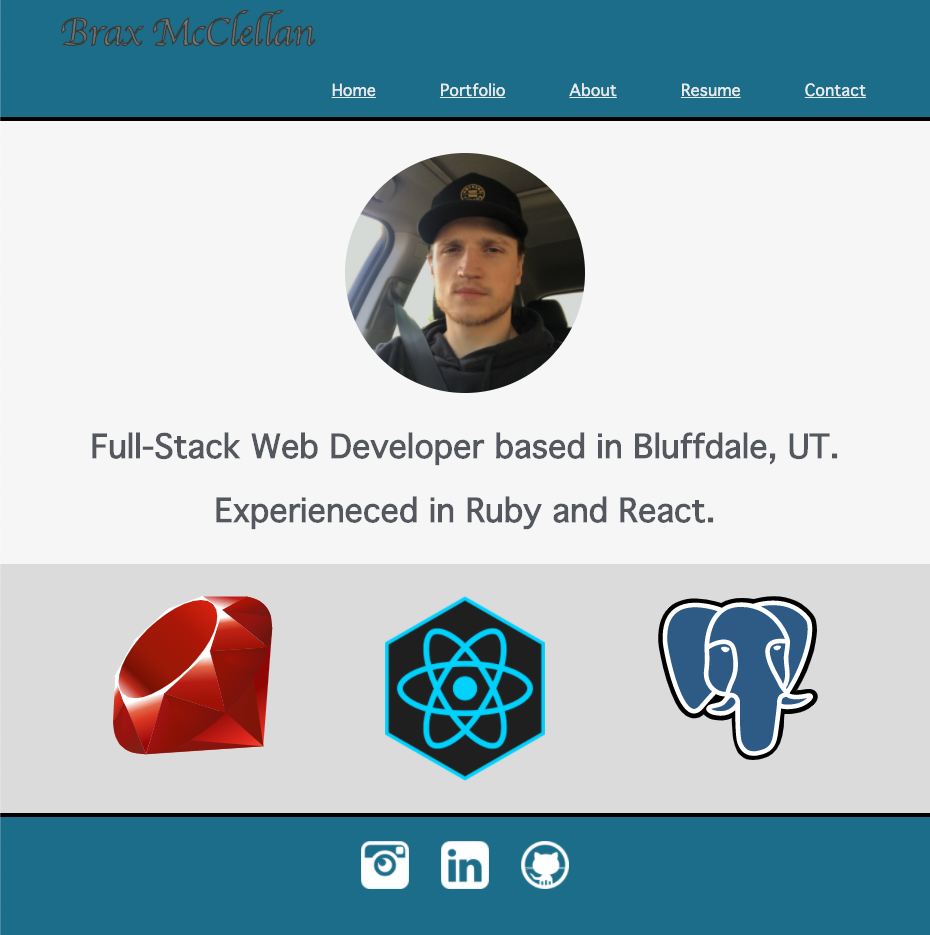 Brax McClellan
Home Portfolio About Resume Contact
Full-Stack Web Developer based in Bluffdale, UT.
Experieneced in Ruby and React.
in